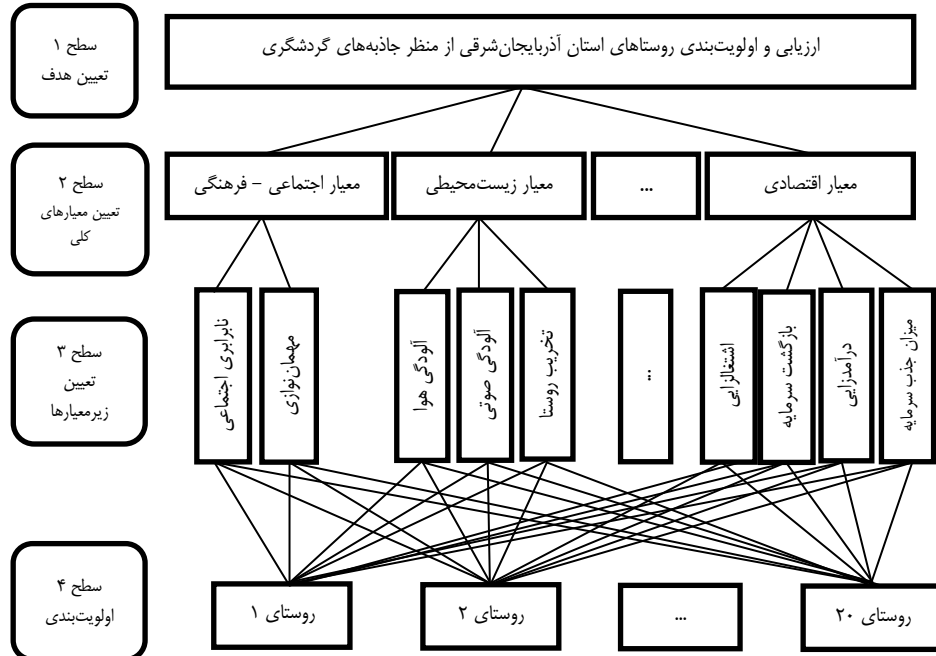 سطح ۱
تعیین هدف
ارزیابی و اولویت‌بندی روستاهای استان آذربایجان‌شرقی از منظر جاذبه‌های گردشگری
سطح ۲
تعیین معیارهای
کلی
معیار اقتصادی
...
معیار زیست‌محیطی
معیار اجتماعی – فرهنگی
سطح ۳
تعیین
زیرمعیارها
میزان جذب سرمایه
درآمدزایی
بازگشت سرمایه
اشتغالزایی
...
تخریب روستا
آلودگی صوتی
آلودگی هوا
مهمان‌نوازی
نابرابری اجتماعی
سطح ۴
اولویت‌بندی
روستای ۱
روستای ۲
...
روستای ۲۰